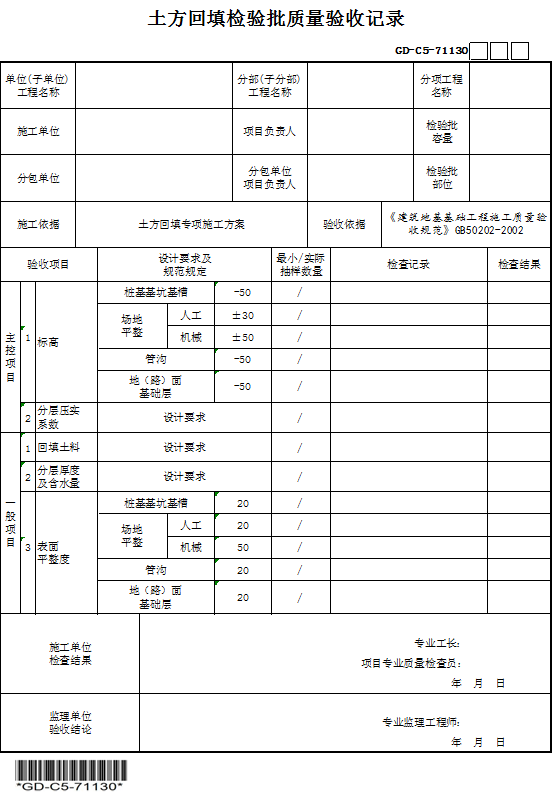 土方回填检验批质量验收记录
GD-C5-71130
单位(子单位)
工程名称
分部(子分部)
工程名称
分项工程
名称
施工单位
项目负责人
检验批
容量
分包单位
分包单位
项目负责人
检验批
部位
施工依据
土方回填专项施工方案
验收依据
《建筑地基基础工程施工质量验
收规范》GB50202-2002
验收项目
设计要求及
规范规定
最小/实际
抽样数量
检查记录
检查结果
主
控
项
目
1
标高
桩基基坑基槽
-50
/
场地
平整
人工
±30
/
机械
±50
/
管沟
-50
/
地（路）面
基础层
-50
/
2
分层压实
系数
设计要求
/
一
般
项
目
1
回填土料
设计要求
/
2
分层厚度
及含水量
设计要求
/
3
表面
平整度
桩基基坑基槽
20
/
场地
平整
人工
20
/
机械
50
/
管沟
20
/
地（路）面
基础层
20
/
施工单位
检查结果
专业工长:
项目专业质量检查员:
年 月 日
监理单位
验收结论
专业监理工程师:
年 月 日
*GD-C5-71130*